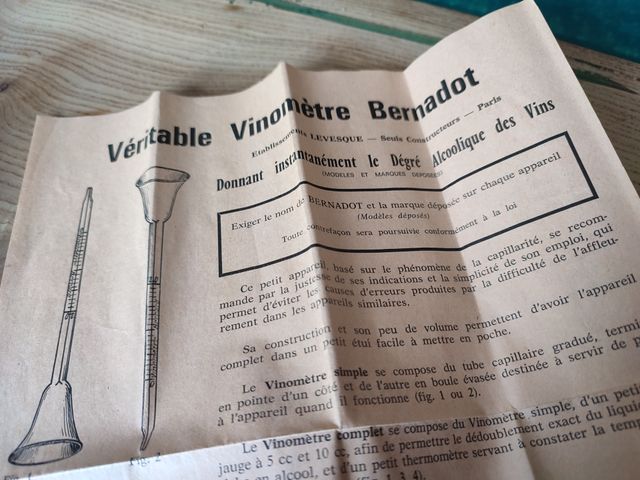 Véritable Vinomètre Bernadot
Etablissements LEVESQUE — Seuls Constructeurs — Paris
Donnant instantanément le Dégré Alcoolique des Vins
(MODELES ET MARQUES DEPOSEES)
Exiger le nom de BERNADOT et la marque déposée sur chaque appareil
(Modèles déposés)
Toute contrefaçon sera poursuivie conformément à la loi
Ce petit appareil, basé sur le phénomène de la capillarité, se recom-
mande par la justesse de ses indications et la simplicité de son emploi, qui
permet d'éviter les causes d'erreurs produites par la difficulté de l'affleu-
rement dans les appareils similaires.
Sa construction et son peu de volume permettent d'avoir l'appareil
complet dans un petit étui facile à mettre en poche.
Le Vinomètre simple se compose du tube capillaire gradué, termi
en pointe d'un côté et de l'autre en boule évasée destinée à servir de p
à l'appareil quand il fonctionne (fig. 1 ou 2).
Fig. 1
Fig. 2
Le Vinomètre complet se compose du Vinomètre simple, d'un petit
jauge à 5 cc et 10 cc, afin de permettre le dédoublement exact du liqui
en alcool, et d'un petit thermomètre servant à constater la temp